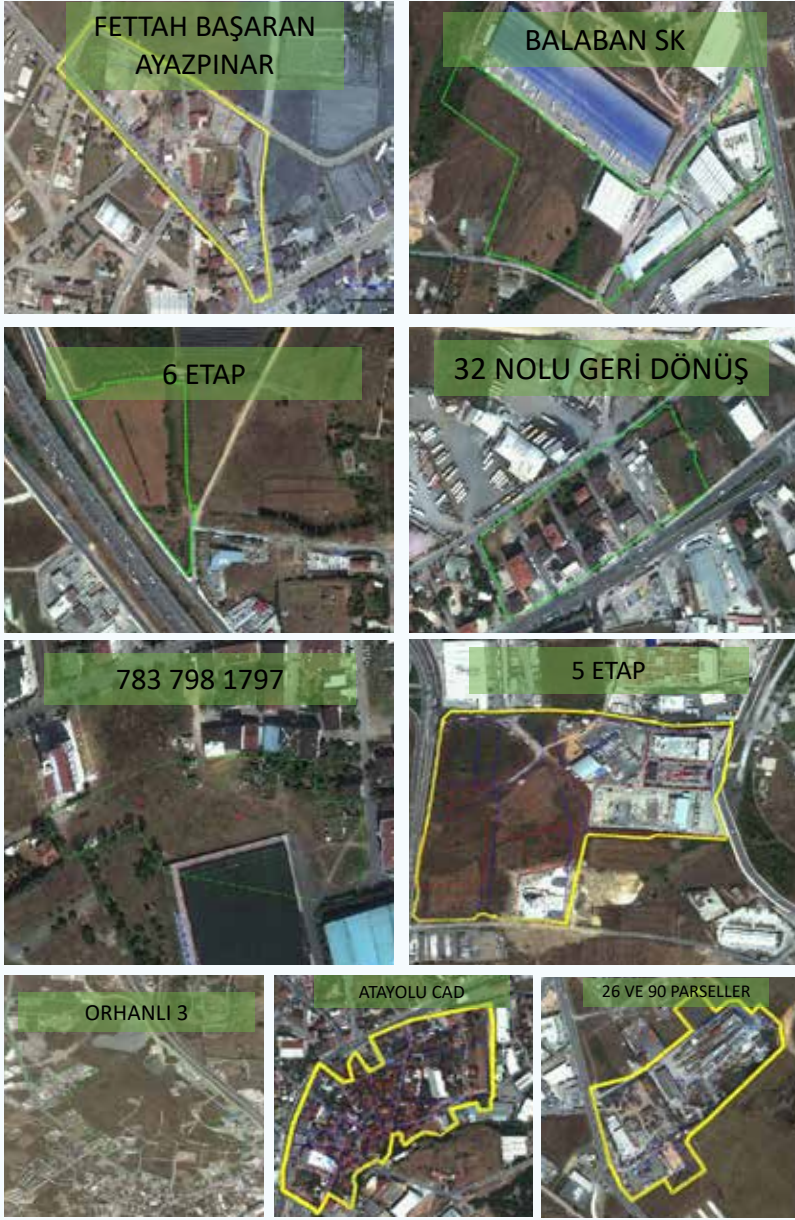 FETTAH BAŞARAN
AYAZPINAR
BALABAN SK
6 ETAP
32 NOLU GERİ DÖNÜŞ
783 798 1797
5 ETAP
ORHANLI 3
ATAYOLU CAD
26 VE 90 PARSELLER